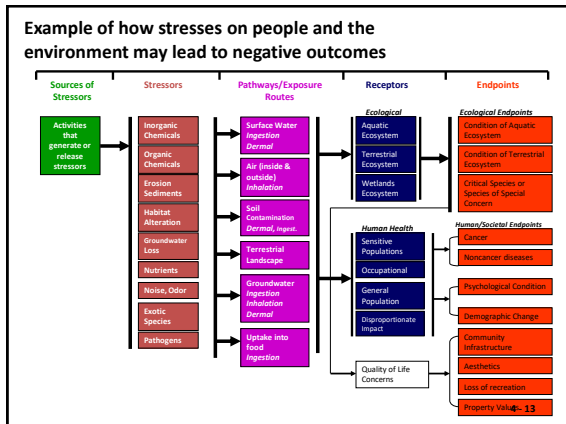 Example of how stresses on people and the
environment may lead to negative outcomes
Sources of
Stressors
Stressors
Pathways/Exposure
Routes
Receptors
Endpoints
Activities
that
generate or
release
stressors
Inorganic
Chemicals
Organic
Chemicals
Erosion
Sediments
Habitat
Alteration
Groundwater
Loss
Nutrients
Noise, Odor
Exotic
Species
Pathogens
Surface Water
Ingestion
Dermal
Air (inside &
outside)
Inhalation
Soil
Contamination
Dermal, Ingest.
Terrestrial
Landscape
Groundwater
Ingestion
Inhalation
Dermal
Uptake into
food
Ingestion
Ecological
Aquatic
Ecosystem
Terrestrial
Ecosystem
Wetlands
Ecosystem
Human Health
Sensitive
Populations
Occupational
General
Population
Disproportionate
Impact
Quality of Life
Concerns
Ecological Endpoints
Condition of Aquatic
Ecosystem
Condition of Terrestrial
Ecosystem
Critical Species or
Species of Special
Concern
Human/Societal Endpoints
Cancer
Noncancer diseases
Psychological Condition
Demographic Change
Community
Infrastructure
Aesthetics
Loss of recreation
Property Values
4- 13